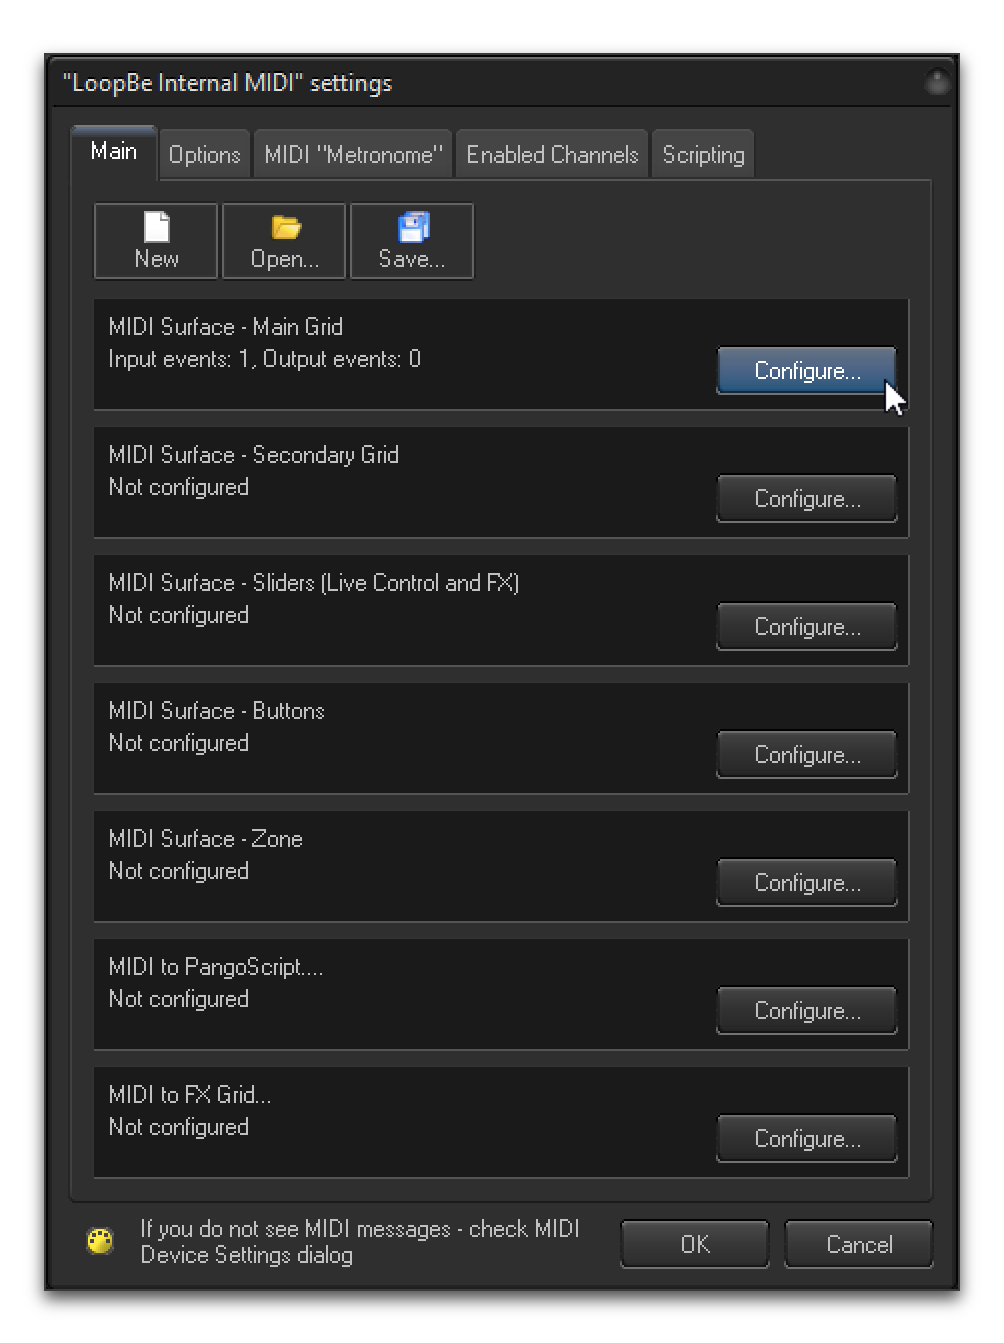 "LoopBe Internal MIDI" settings
Main Options MIDI "Metronome" Enabled Channels Scripting
New Open... Save...
MIDI Surface - Main Grid
Input events: 1, Output events: 0
Configure...
MIDI Surface - Secondary Grid
Not configured
Configure...
MIDI Surface - Sliders (Live Control and FX)
Not configured
Configure...
MIDI Surface - Buttons
Not configured
Configure...
MIDI Surface - Zone
Not configured
Configure...
MIDI to PangoScript....
Not configured
Configure...
MIDI to FX Grid...
Not configured
Configure...
If you do not see MIDI messages - check MIDI
Device Settings dialog
OK Cancel